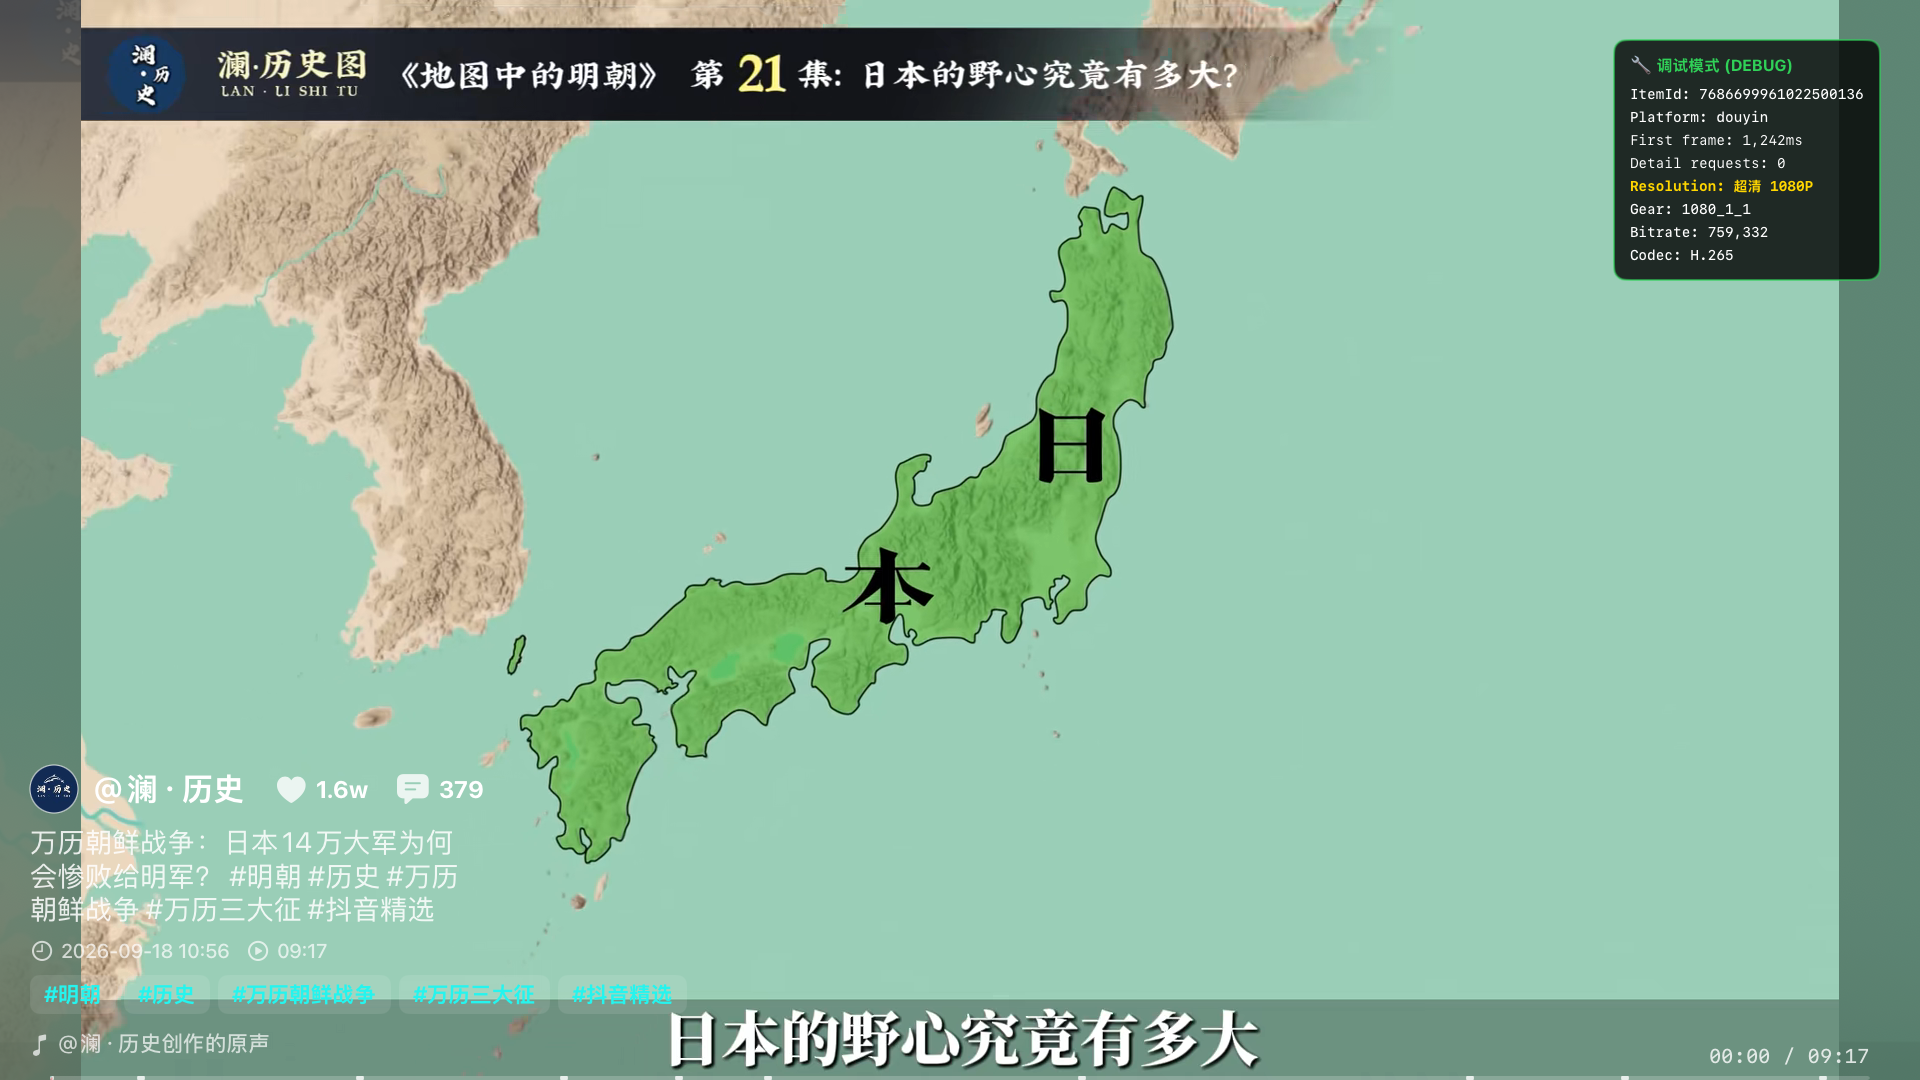 澜·历史
澜·历史图
LAN · LI SHI TU
《地图中的明朝》 第 21 集: 日本的野心究竟有多大?
🔧 调试模式 (DEBUG)
ItemId: 7686699961022500136
Platform: douyin
First frame: 1,242ms
Detail requests: 0
Resolution: 超清 1080P
Gear: 1080_1_1
Bitrate: 759,332
Codec: H.265
日
本
澜·历史
@澜·历史 1.6w 379
万历朝鲜战争：日本14万大军为何
会惨败给明军？ #明朝 #历史 #万历
朝鲜战争 #万历三大征 #抖音精选
2026-09-18 10:56 09:17
#明朝 #历史 #万历朝鲜战争 #万历三大征 #抖音精选
@澜·历史创作的原声
日本的野心究竟有多大
00:00 / 09:17